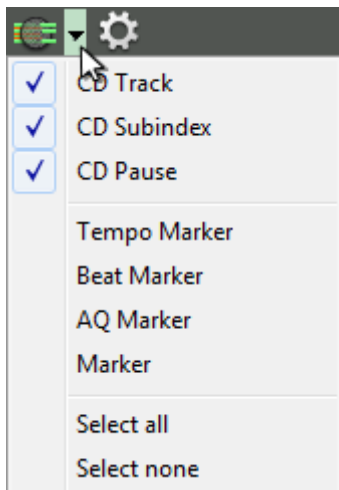 CD Track
CD Subindex
CD Pause
Tempo Marker
Beat Marker
AQ Marker
Marker
Select all
Select none